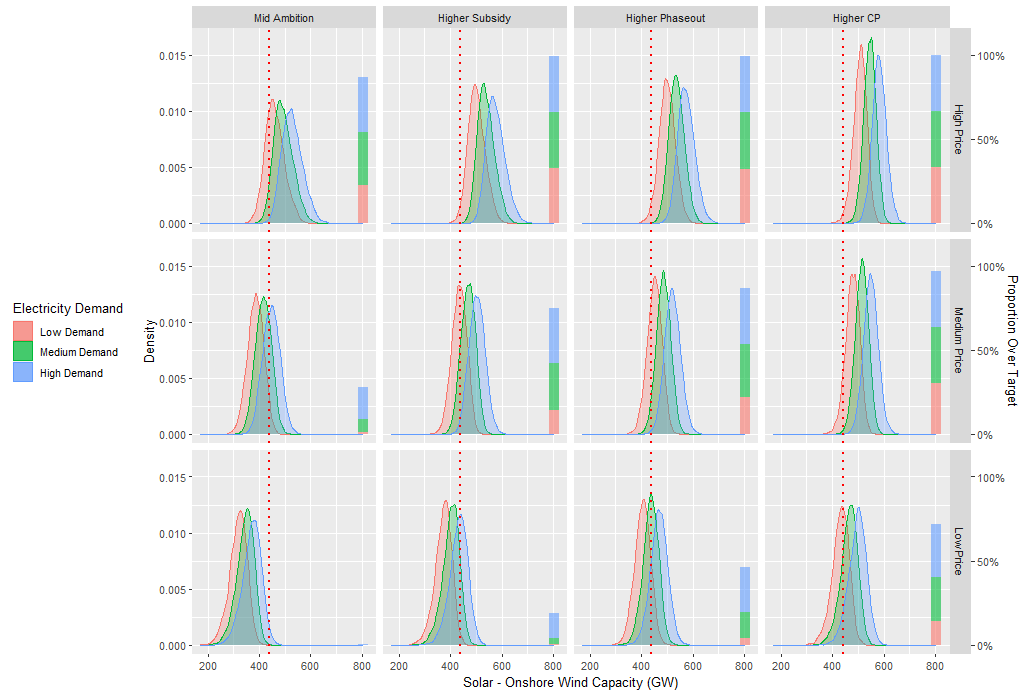 Mid Ambition Higher Subsidy Higher Phaseout Higher CP
0.015 100%
0.010
High Price
50%
0.005
0.000 0%
0.015 100%
0.010
Medium Price
50%
0.005
0.000 0%
0.015 100%
0.010
Low Price
50%
0.005
0.000 0%
200 400 600 800 200 400 600 800 200 400 600 800 200 400 600 800
Solar - Onshore Wind Capacity (GW)
Density
Proportion Over Target
Electricity Demand
Low Demand
Medium Demand
High Demand